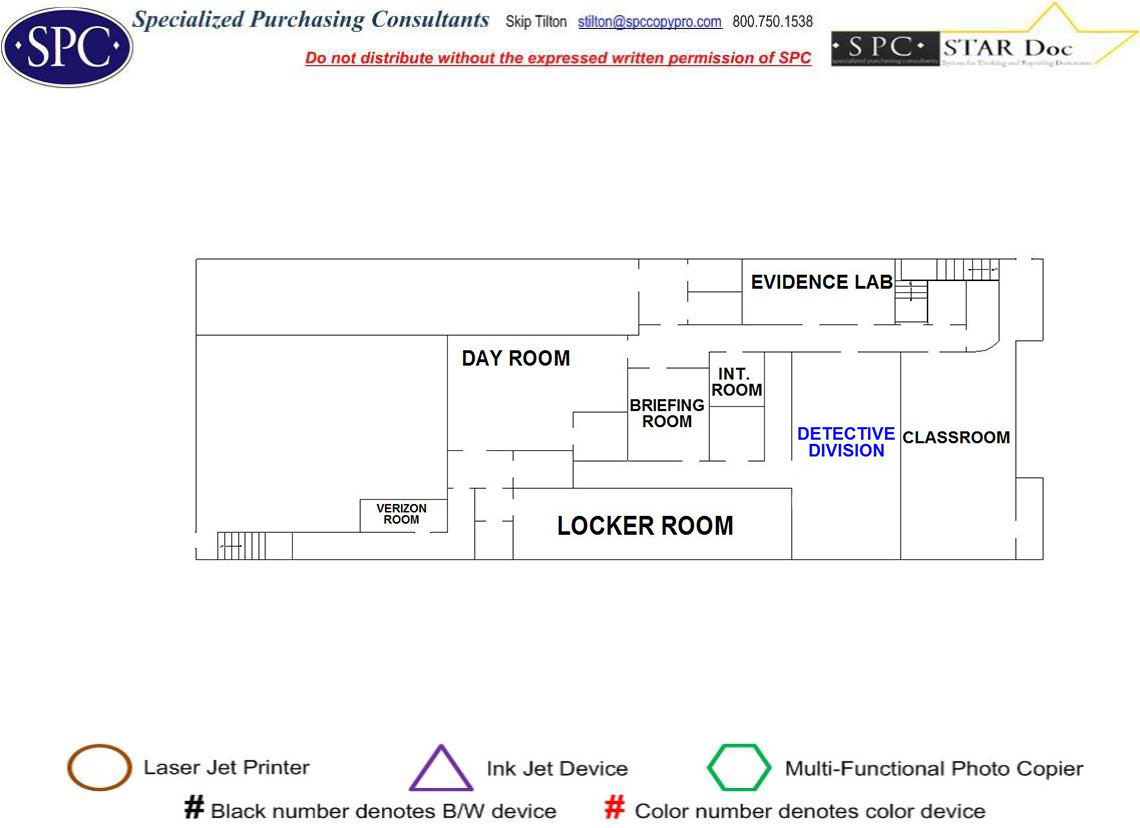 Specialized Purchasing Consultants Skip Tilton stilton@spccopypro.com 800.750.1538
·SPC·
Do not distribute without the expressed written permission of SPC
·SPC· STAR Doc
specialized purchasing consultants System for Tracking and Reporting Documents
EVIDENCE LAB
DAY ROOM
INT.
ROOM
BRIEFING
ROOM
DETECTIVE
DIVISION
CLASSROOM
VERIZON
ROOM
LOCKER ROOM
Laser Jet Printer
Ink Jet Device
Multi-Functional Photo Copier
# Black number denotes B/W device
# Color number denotes color device